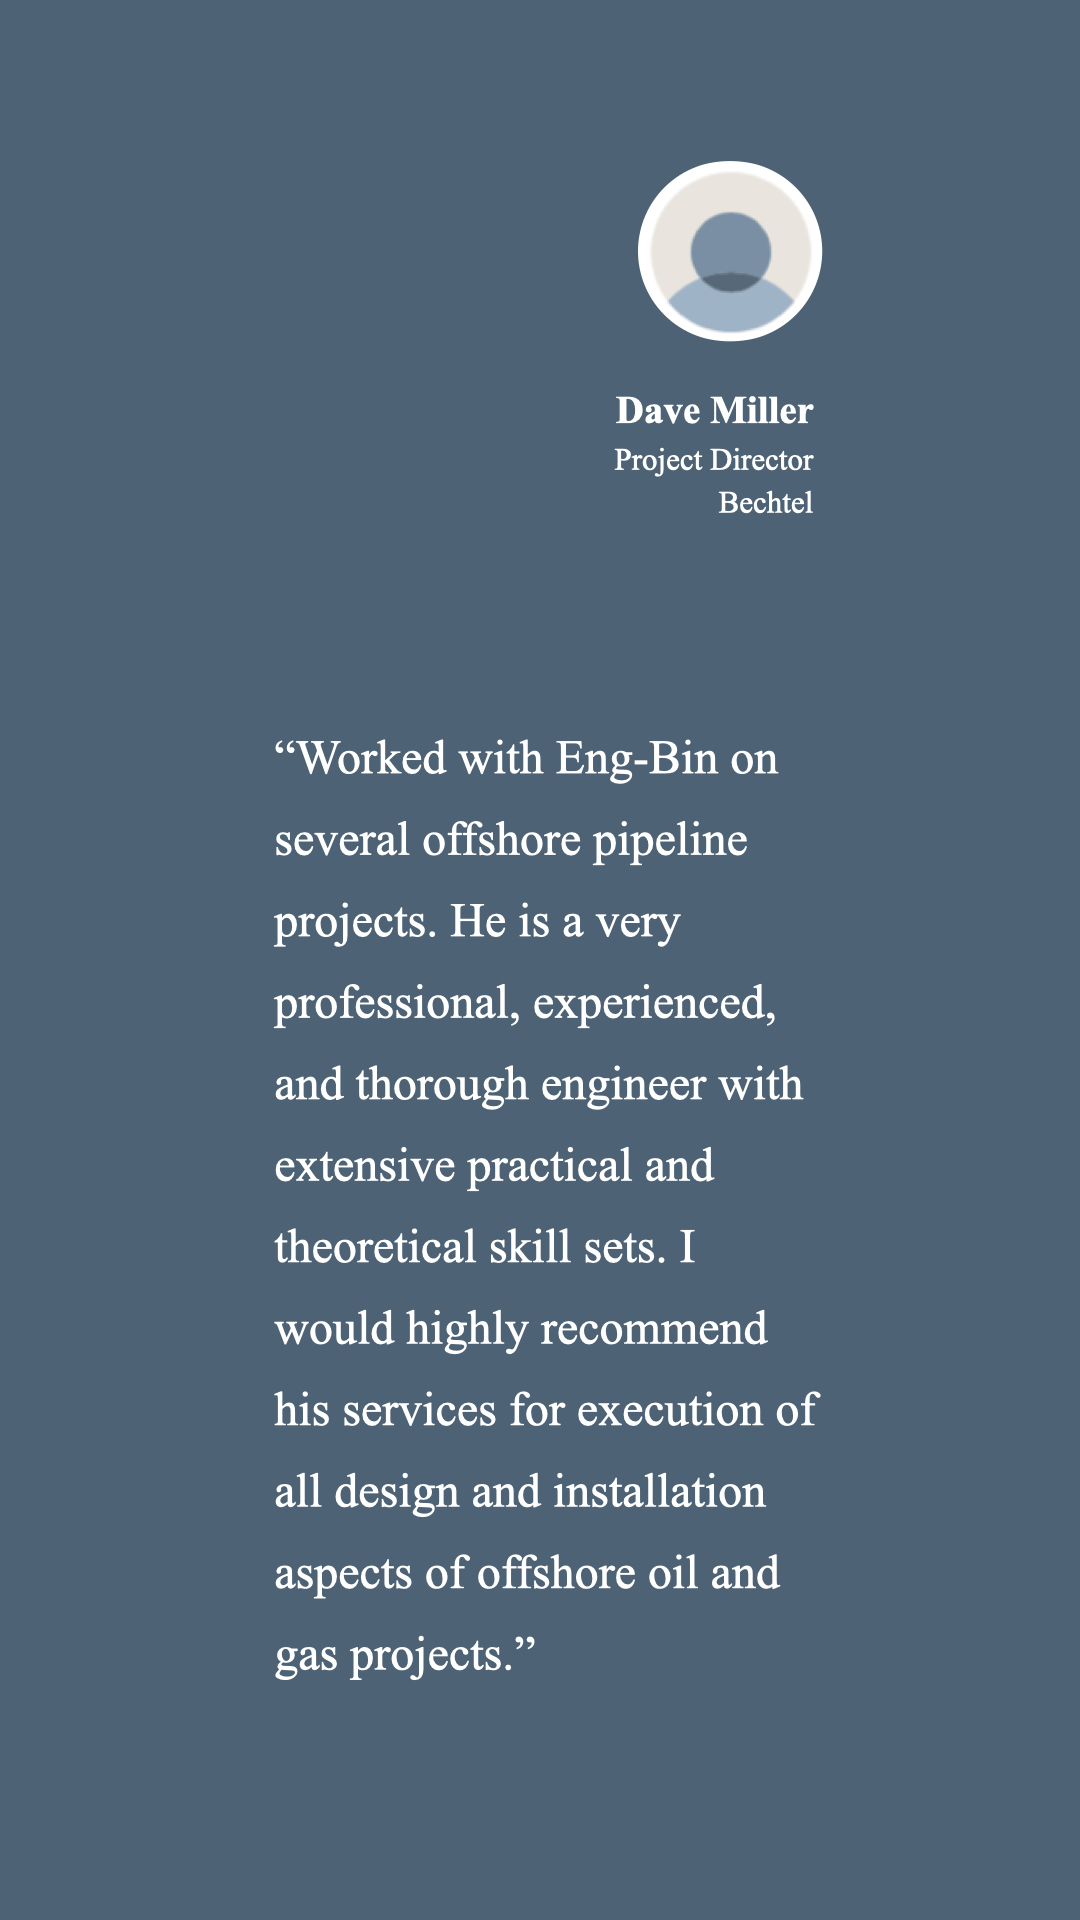 Dave Miller
Project Director
Bechtel
“Worked with Eng-Bin on
several offshore pipeline
projects. He is a very
professional, experienced,
and thorough engineer with
extensive practical and
theoretical skill sets. I
would highly recommend
his services for execution of
all design and installation
aspects of offshore oil and
gas projects.”